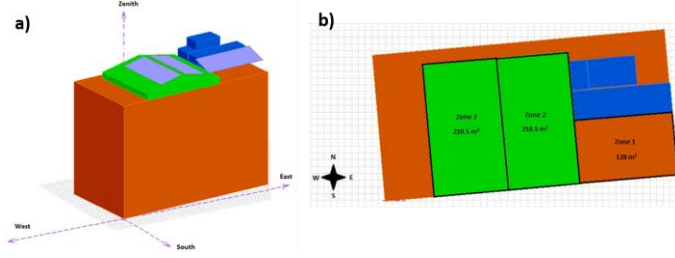 a)
Zenith
East
West
South
b)
Zone 3
210.5 m²
Zone 2
210.5 m²
Zone 1
128 m²
N
W E
S